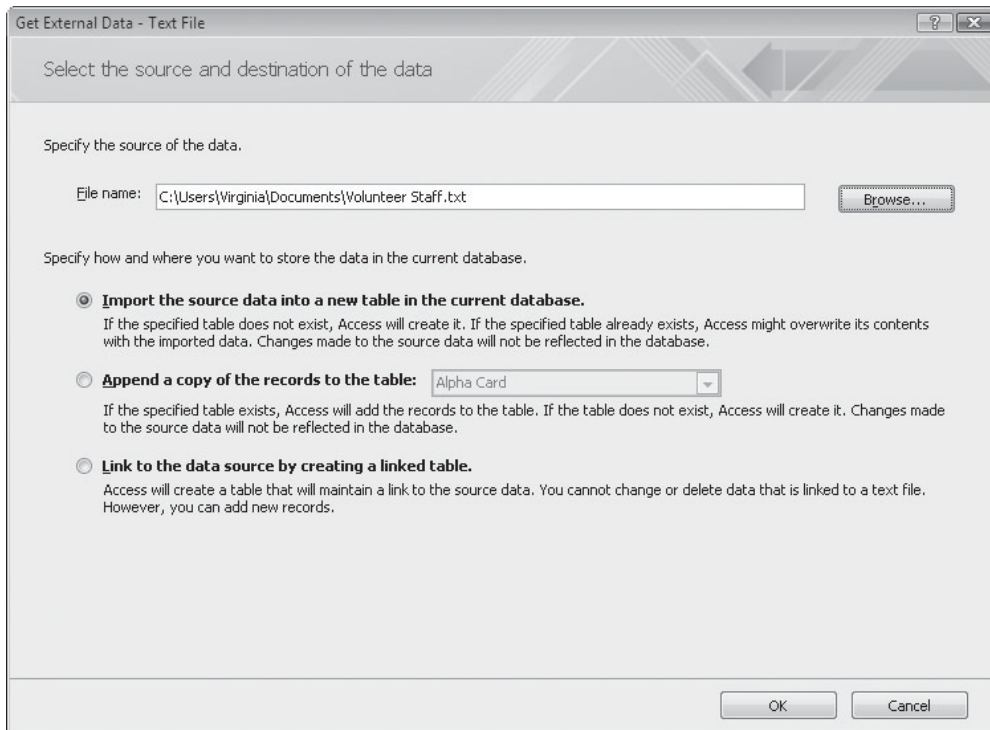 Get External Data - Text File
Select the source and destination of the data
Specify the source of the data.
File name: C:\Users\Virginia\Documents\Volunteer Staff.txt Browse...
Specify how and where you want to store the data in the current database.
Import the source data into a new table in the current database.
If the specified table does not exist, Access will create it. If the specified table already exists, Access might overwrite its contents
with the imported data. Changes made to the source data will not be reflected in the database.
Append a copy of the records to the table: Alpha Card
If the specified table exists, Access will add the records to the table. If the table does not exist, Access will create it. Changes made
to the source data will not be reflected in the database.
Link to the data source by creating a linked table.
Access will create a table that will maintain a link to the source data. You cannot change or delete data that is linked to a text file.
However, you can add new records.
OK Cancel